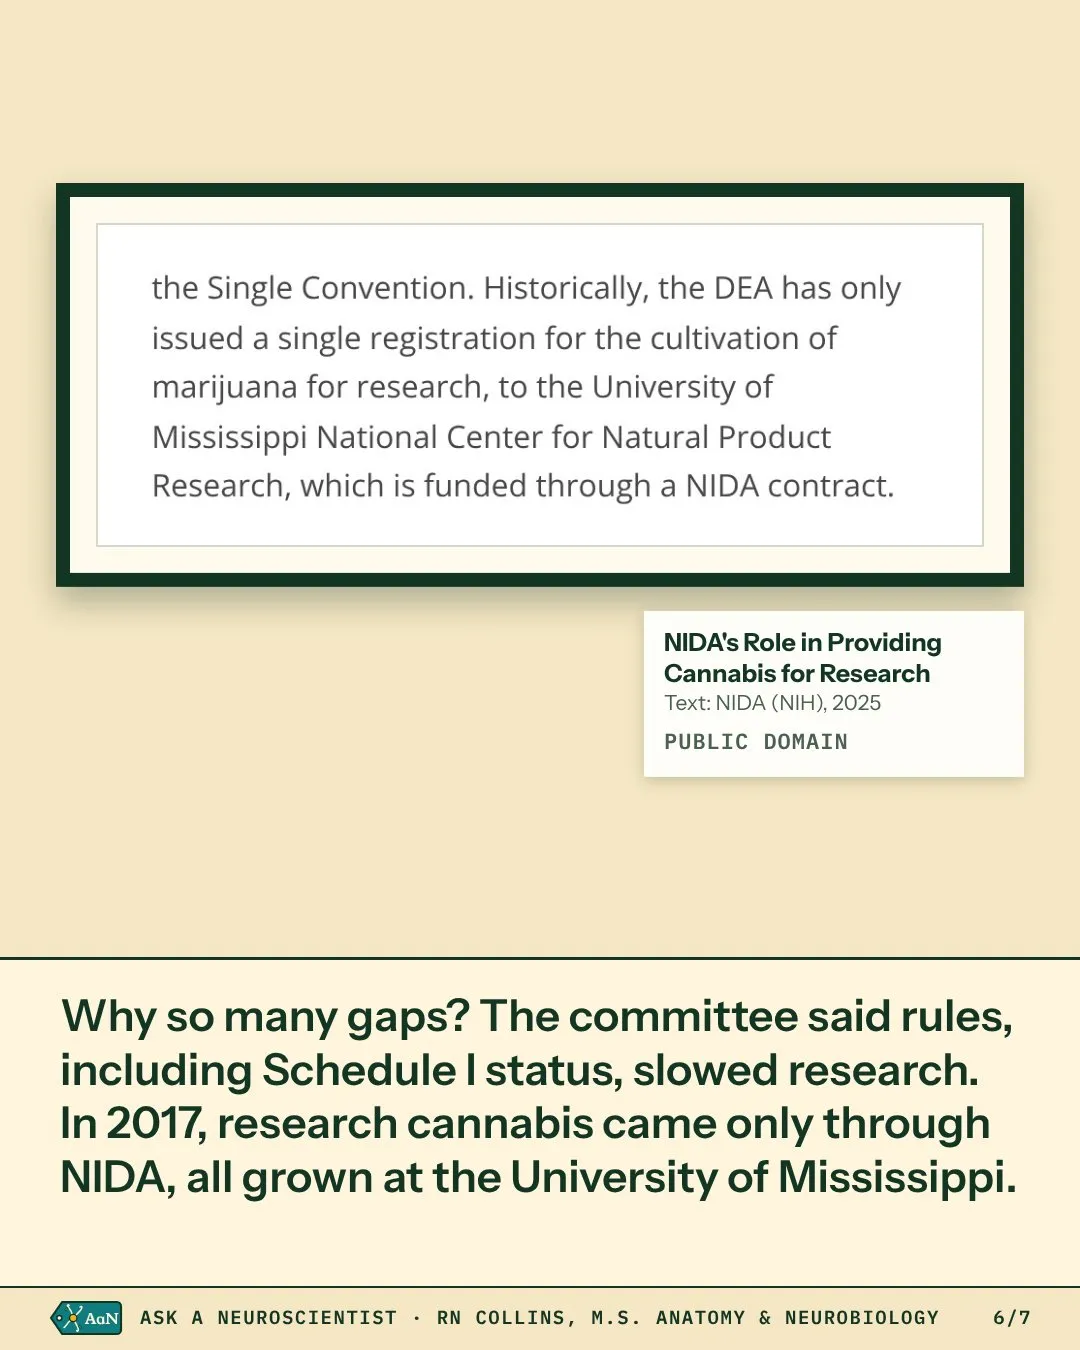 the Single Convention. Historically, the DEA has only
issued a single registration for the cultivation of
marijuana for research, to the University of
Mississippi National Center for Natural Product
Research, which is funded through a NIDA contract.
NIDA's Role in Providing
Cannabis for Research
Text: NIDA (NIH), 2025
PUBLIC DOMAIN
Why so many gaps? The committee said rules,
including Schedule I status, slowed research.
In 2017, research cannabis came only through
NIDA, all grown at the University of Mississippi.
AaN ASK A NEUROSCIENTIST · RN COLLINS, M.S. ANATOMY & NEUROBIOLOGY 6/7